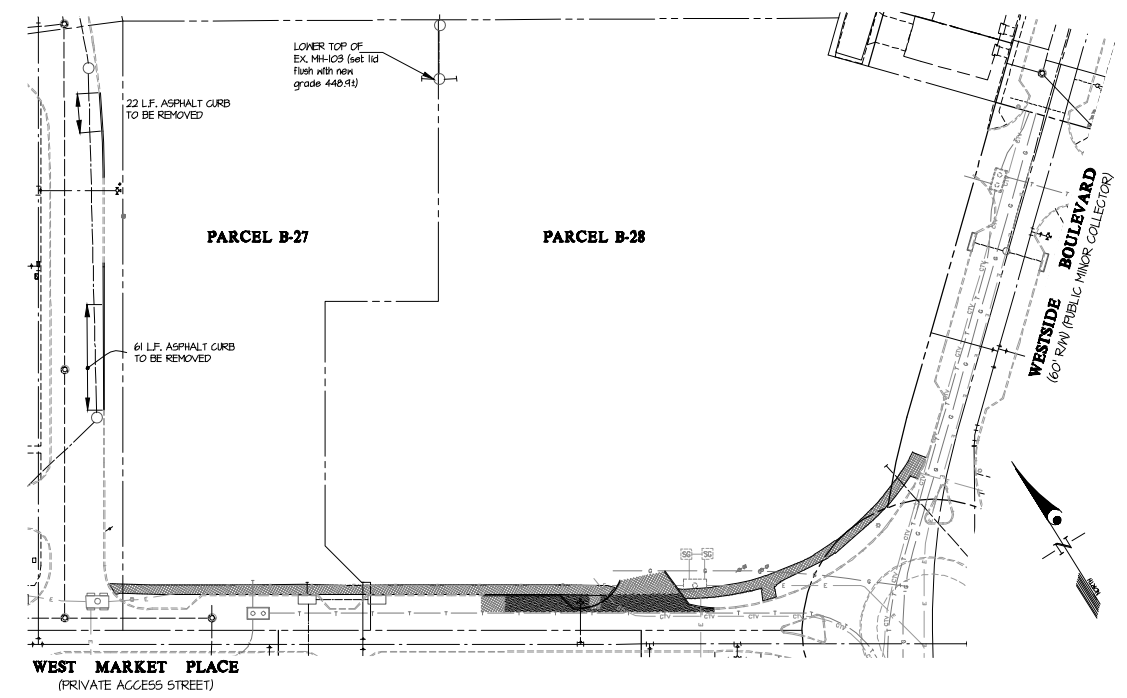 LOWER TOP OF
EX. MH-103 (set lid
flush with new
grade 448.9±)
22 L.F. ASPHALT CURB
TO BE REMOVED
PARCEL B-27
PARCEL B-28
WESTSIDE BOULEVARD
(60' R/W) (PUBLIC MINOR COLLECTOR)
61 L.F. ASPHALT CURB
TO BE REMOVED
SG SG
N
WEST MARKET PLACE
(PRIVATE ACCESS STREET)